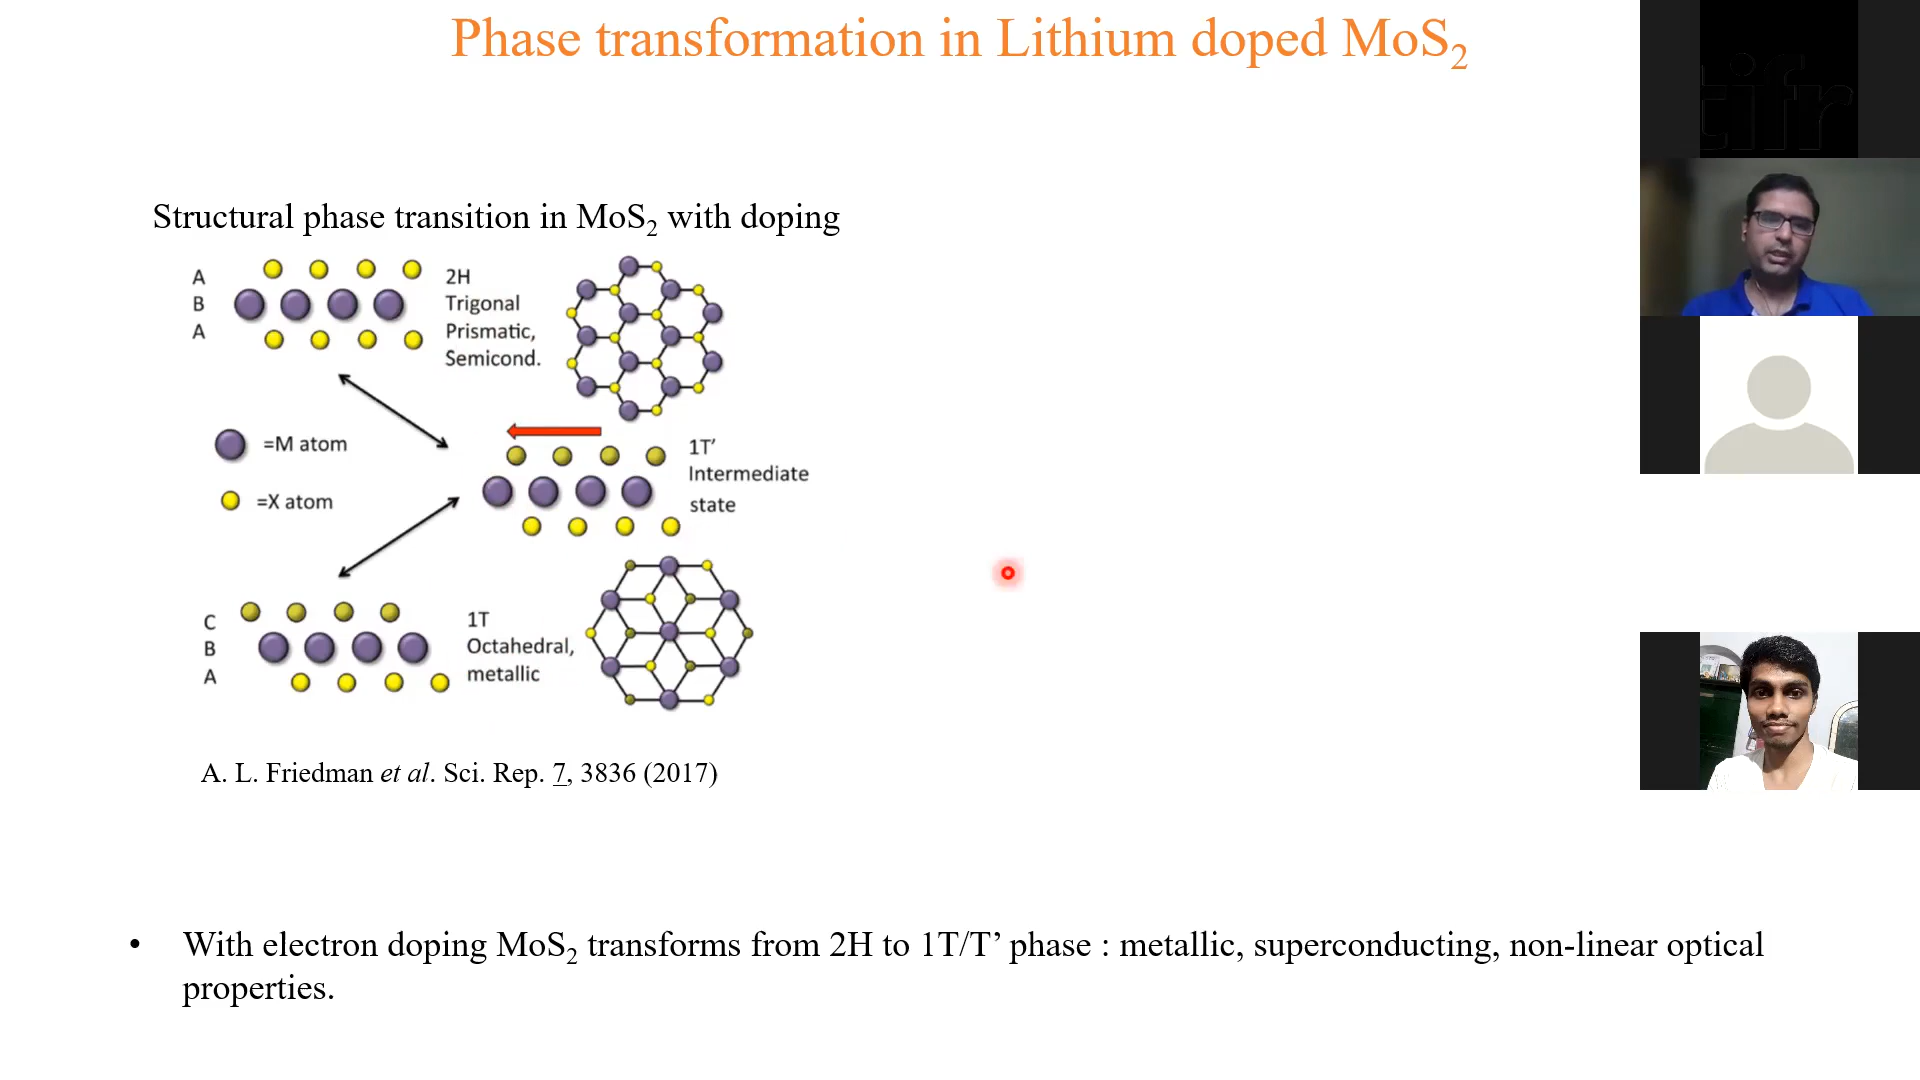 Phase transformation in Lithium doped MoS₂
tifr
Structural phase transition in MoS₂ with doping
A
B
A
2H
Trigonal
Prismatic,
Semicond.
=M atom
=X atom
1T’
Intermediate
state
C
B
A
1T
Octahedral,
metallic
A. L. Friedman et al. Sci. Rep. 7, 3836 (2017)
• With electron doping MoS₂ transforms from 2H to 1T/T’ phase : metallic, superconducting, non-linear optical
properties.